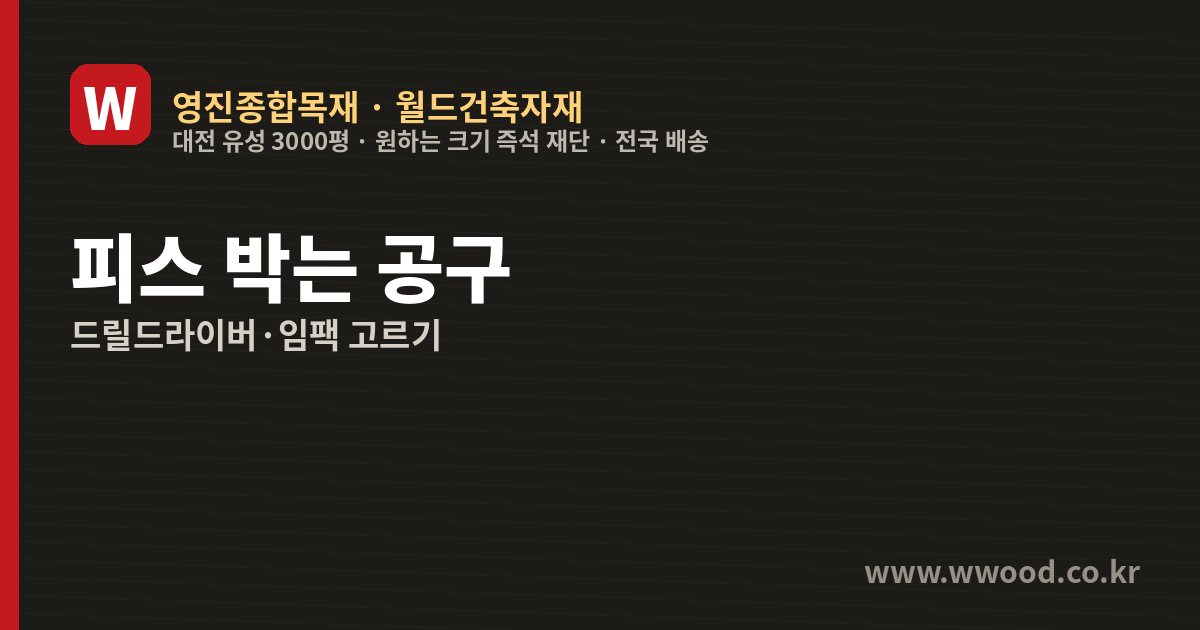 W
영진종합목재 · 월드건축자재
대전 유성 3000평 · 원하는 크기 즉석 재단 · 전국 배송
피스 박는 공구
드릴드라이버·임팩 고르기
www.wwood.co.kr